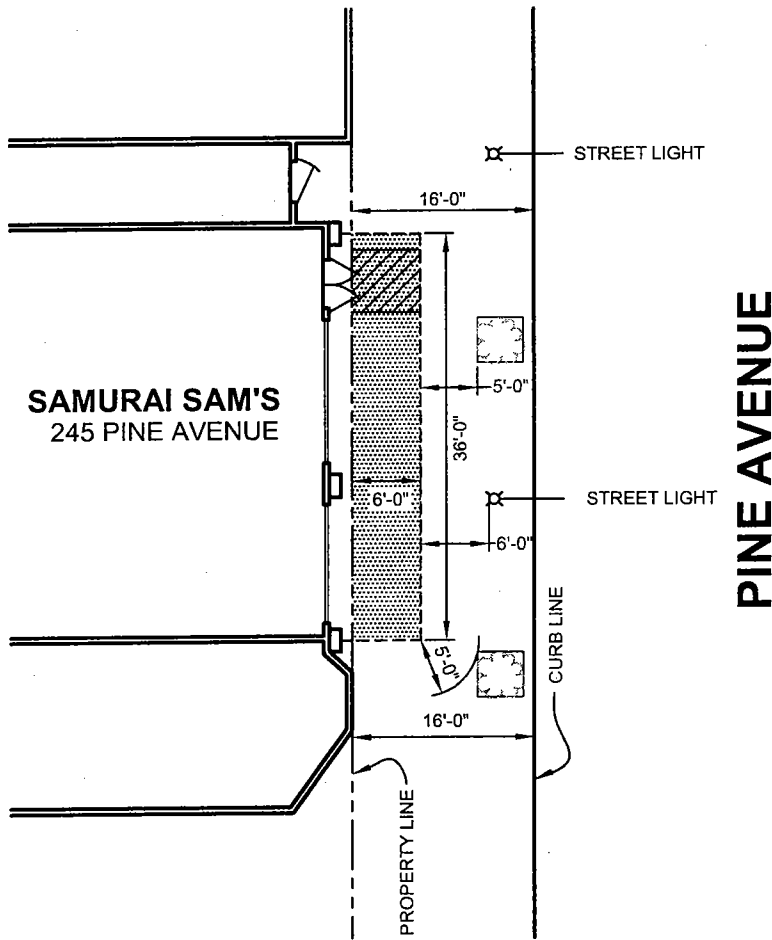 STREET LIGHT
16'-0"
SAMURAI SAM'S
245 PINE AVENUE
5'-0"
36'-0"
6'-0"
STREET LIGHT
6'-0"
PINE AVENUE
5'-0"
CURB LINE
16'-0"
PROPERTY LINE